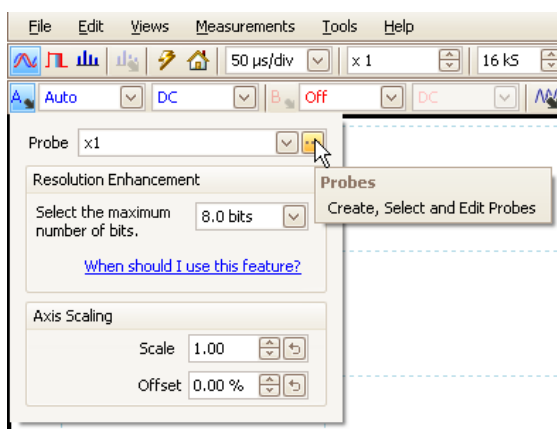 File Edit Views Measurements Tools Help
50 µs/div x 1 16 kS
A Auto DC B Off DC
Probe x1
Resolution Enhancement
Probes
Create, Select and Edit Probes
Select the maximum
number of bits.
8.0 bits
When should I use this feature?
Axis Scaling
Scale 1.00
Offset 0.00 %